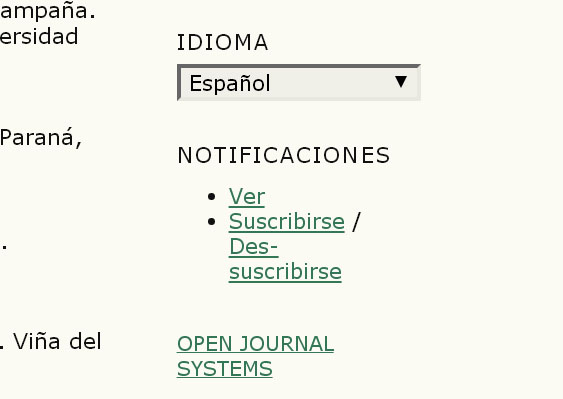 ampaña.
ersidad
Paraná,
.
. Viña del
IDIOMA
Español
NOTIFICACIONES
Ver
Suscribirse /
Des-
suscribirse
OPEN JOURNAL
SYSTEMS